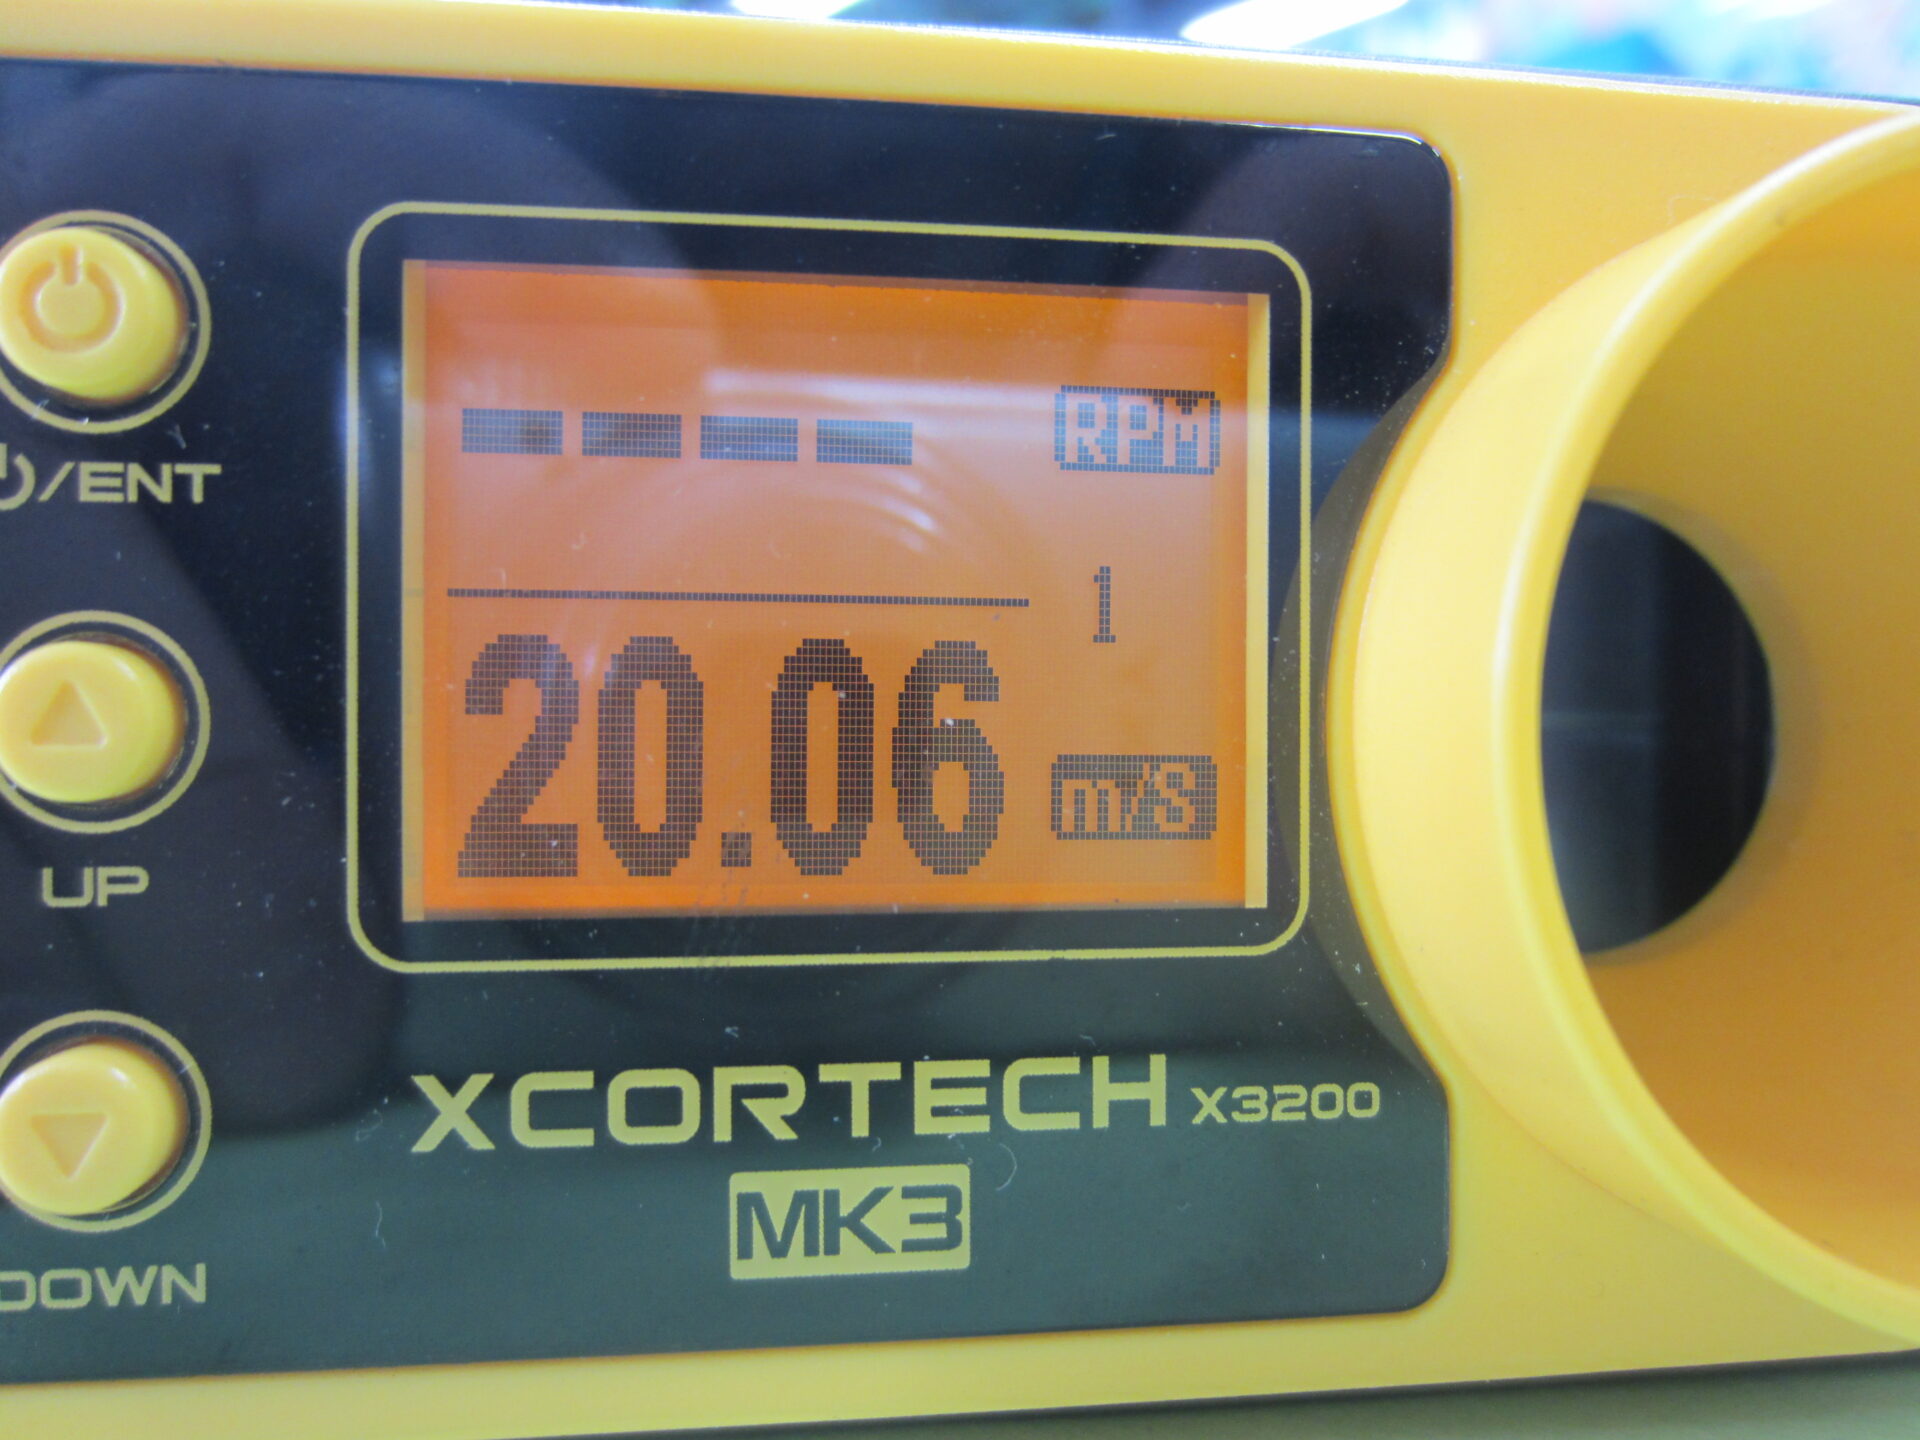 ---- RPM
1
20.06 m/S
/ENT
UP
DOWN
XCORTECH X3200
MK3